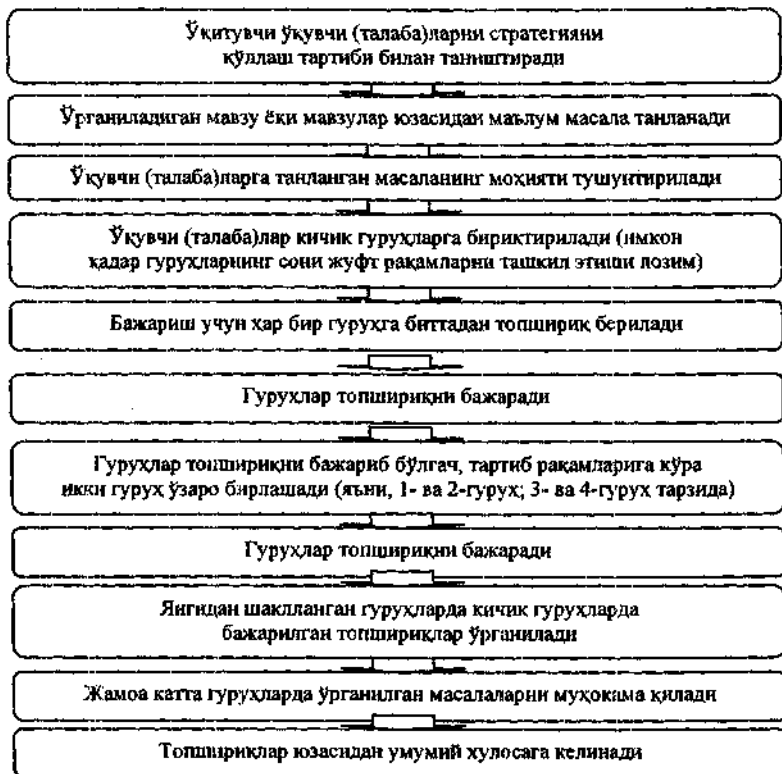 Ўқитувчи ўқувчи (талаба)ларни стратегияни
қўллаш тартиби билан таништиради
Ўрганиладиган мавзу ёки мавзулар юзасидан маълум масала танланади
Ўқувчи (талаба)ларга танланган масаланинг моҳияти тушунтирилади
Ўқувчи (талаба)лар кичик гуруҳларга бириктирилади (имкон
қадар гуруҳларнинг сони жуфт рақамларни ташкил этиши лозим)
Бажариш учун ҳар бир гуруҳга биттадан топшириқ берилади
Гуруҳлар топшириқни бажаради
Гуруҳлар топшириқни бажариб бўлгач, тартиб рақамларига кўра
икки гуруҳ ўзаро бирлашади (яъни, 1- ва 2-гуруҳ; 3- ва 4-гуруҳ тарзида)
Гуруҳлар топшириқни бажаради
Янгидан шаклланган гуруҳларда кичик гуруҳларда
бажарилган топшириқлар ўрганилади
Жамоа катта гуруҳларда ўрганилган масалаларни муҳокама қилади
Топшириқлар юзасидан умумий хулосага келинади